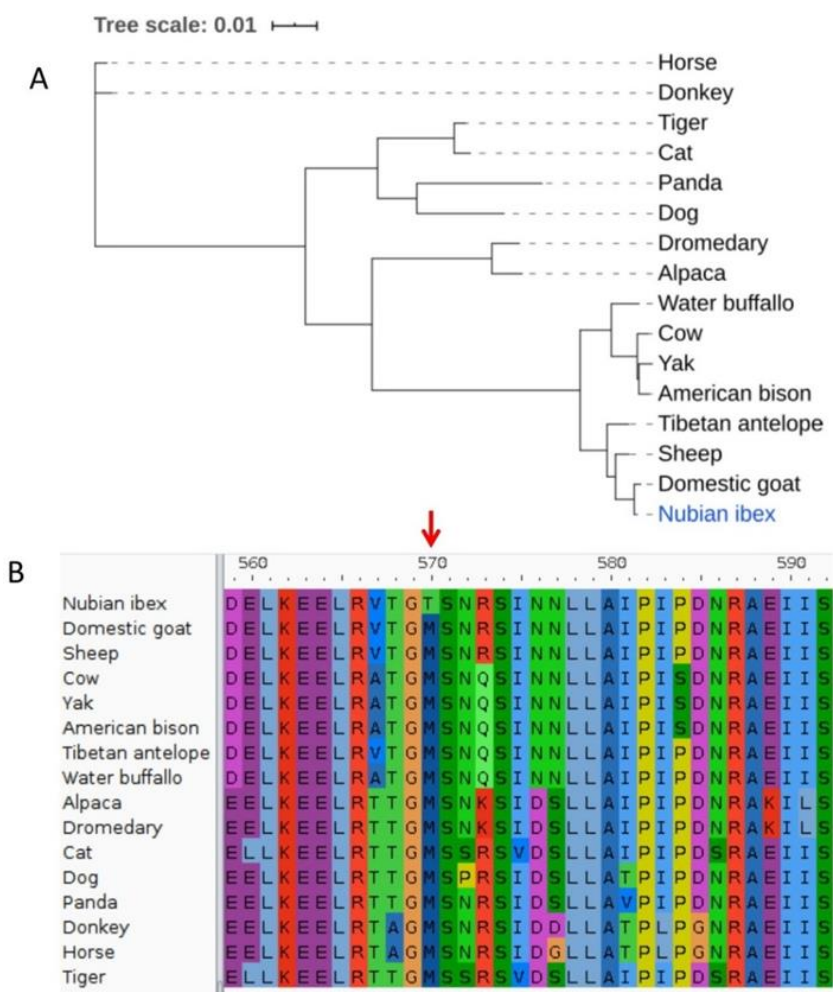 Tree scale: 0.01
A
Horse
Donkey
Tiger
Cat
Panda
Dog
Dromedary
Alpaca
Water buffallo
Cow
Yak
American bison
Tibetan antelope
Sheep
Domestic goat
Nubian ibex
B
560 570 580 590
Nubian ibex DELKEELRVTGTSNRSINNLLAIPIPDNRAEIIS
Domestic goat DELKEELRVTGMSNRSINNLLAIPIPDNRAEIIS
Sheep DELKEELRVTGMSNRSINNLLAIPIPDNRAEIIS
Cow DELKEELRATGMSNQSINNLLAIPISDNRAEIIS
Yak DELKEELRATGMSNQSINNLLAIPISDNRAEIIS
American bison DELKEELRATGMSNQSINNLLAIPISDNRAEIIS
Tibetan antelope DELKEELRVTGMSNQSINNLLAIPIPDNRAEIIS
Water buffallo DELKEELRATGMSNQSINNLLAIPIPDNRAEIIS
Alpaca EELKEELRTTGMSNKSIDSLLAIPIPDNRAKILS
Dromedary EELKEELRTTGMSNKSIDSLLAIPIPDNRAKILS
Cat ELLKEELRTTGMSSRSVDSLLAIPIPDSRAEIIS
Dog EELKEELRTTGMSPRSIDSLLATPIPDNRAEIIS
Panda EELKEELRTTGMSNRSIDSLLAVPIPDNRAEIIS
Donkey EELKEELRTAGMSNRSIDDLLATPLPGNRAEIIS
Horse EELKEELRTAGMSNRSIDGLLATPLPGNRAEIIS
Tiger ELLKEELRTTGMSSRSVDSLLAIPIPDSRAEIIS